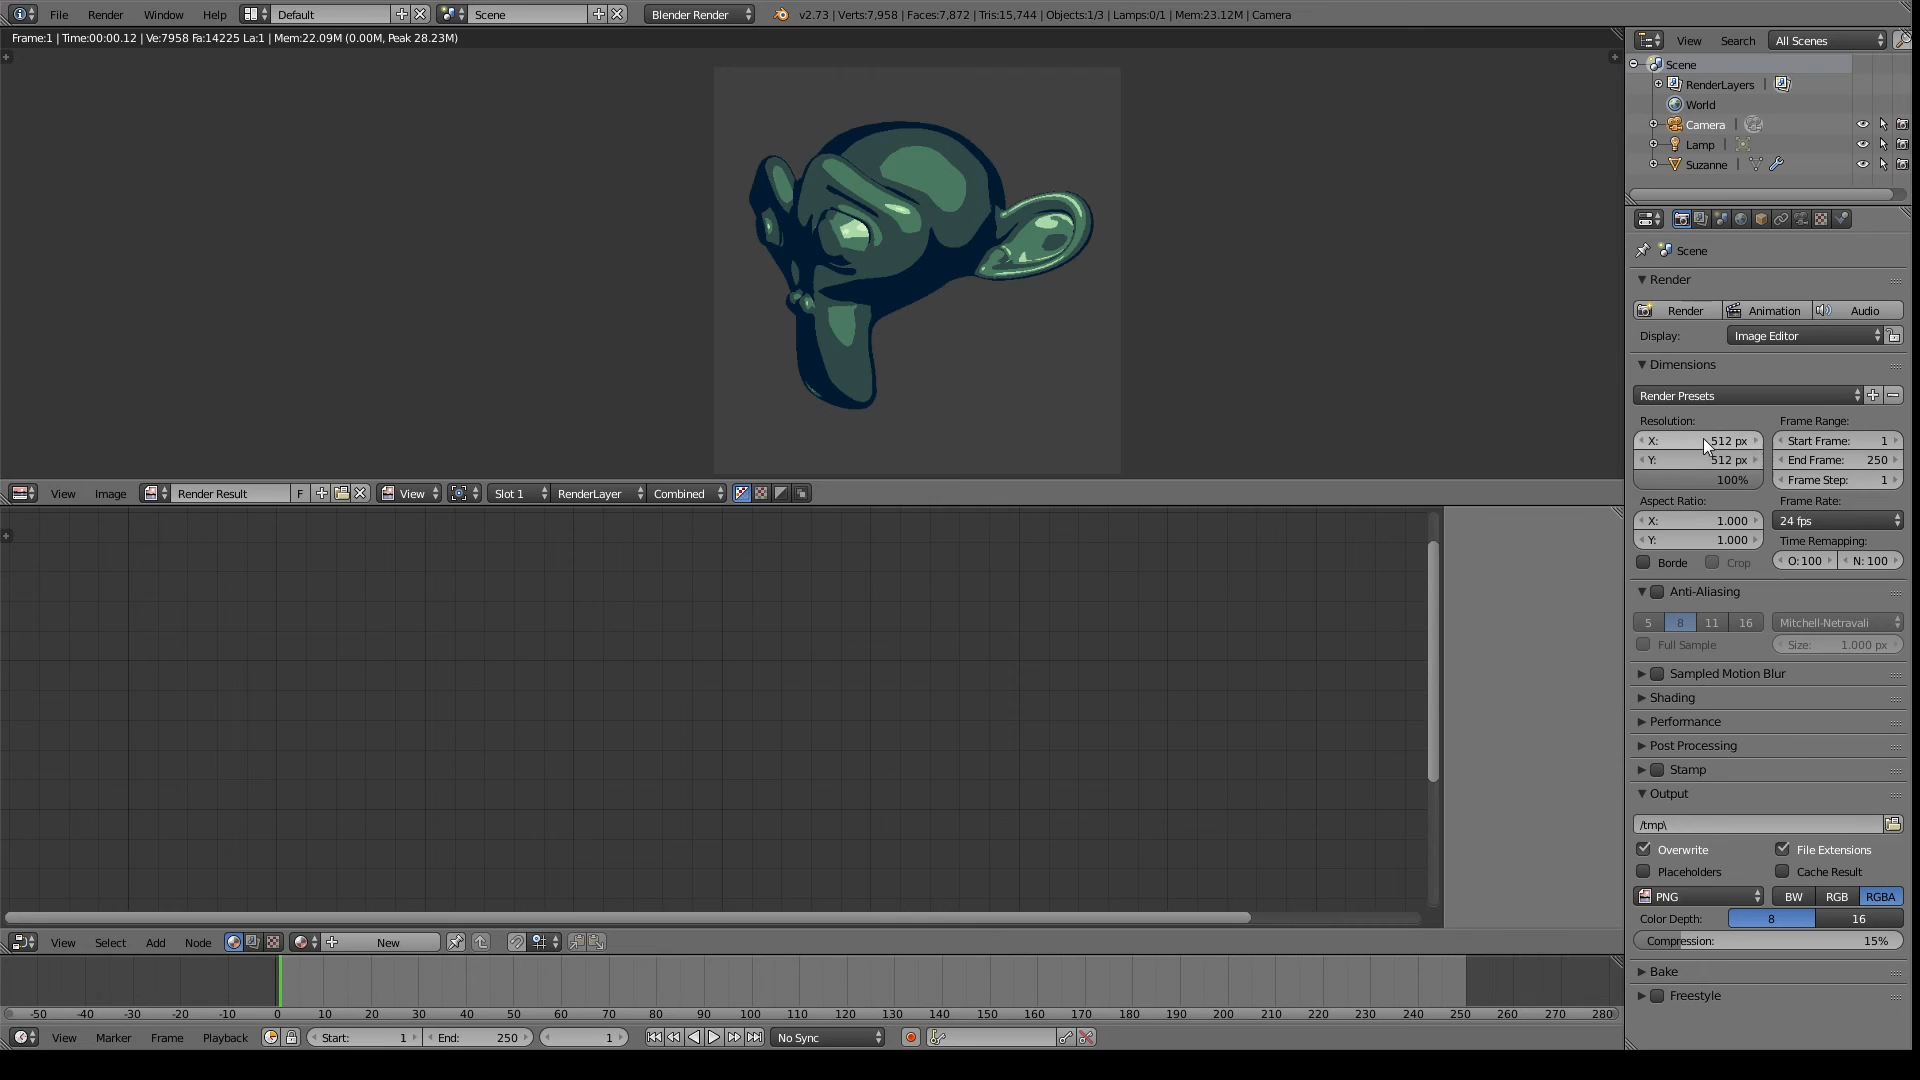 File Render Window Help Default Scene Blender Render v2.73 | Verts:7,958 | Faces:7,872 | Tris:15,744 | Objects:1/3 | Lamps:0/1 | Mem:23.12M | Camera
Frame:1 | Time:00:00.12 | Ve:7958 Fa:14225 La:1 | Mem:22.09M (0.00M, Peak 28.23M)
View Search All Scenes
Scene
RenderLayers |
World
Camera |
Lamp |
Suzanne |
Scene
Render
Render Animation Audio
Display: Image Editor
Dimensions
Render Presets
Resolution: Frame Range:
X: 512 px Start Frame: 1
Y: 512 px End Frame: 250
100% Frame Step: 1
Aspect Ratio: Frame Rate:
X: 1.000 24 fps
Y: 1.000 Time Remapping:
Borde Crop O:100 N: 100
Anti-Aliasing
5 8 11 16 Mitchell-Netravali
Full Sample Size: 1.000 px
Sampled Motion Blur
Shading
Performance
Post Processing
Stamp
Output
/tmp\
Overwrite File Extensions
Placeholders Cache Result
PNG BW RGB RGBA
Color Depth: 8 16
Compression: 15%
Bake
Freestyle
View Image Render Result F View Slot 1 RenderLayer Combined
View Select Add Node New
-50 -40 -30 -20 -10 0 10 20 30 40 50 60 70 80 90 100 110 120 130 140 150 160 170 180 190 200 210 220 230 240 250 260 270 280
View Marker Frame Playback Start: 1 End: 250 1 No Sync